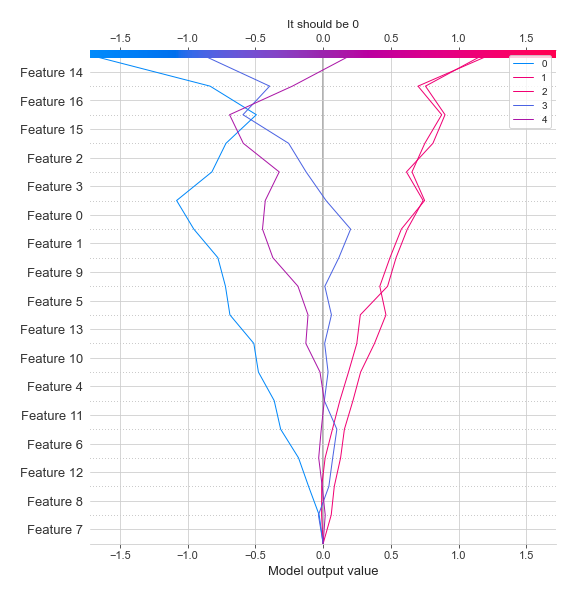 It should be 0
−1.5 −1.0 −0.5 0.0 0.5 1.0 1.5
0
1
2
3
4
Feature 14
Feature 16
Feature 15
Feature 2
Feature 3
Feature 0
Feature 1
Feature 9
Feature 5
Feature 13
Feature 10
Feature 4
Feature 11
Feature 6
Feature 12
Feature 8
Feature 7
−1.5 −1.0 −0.5 0.0 0.5 1.0 1.5
Model output value